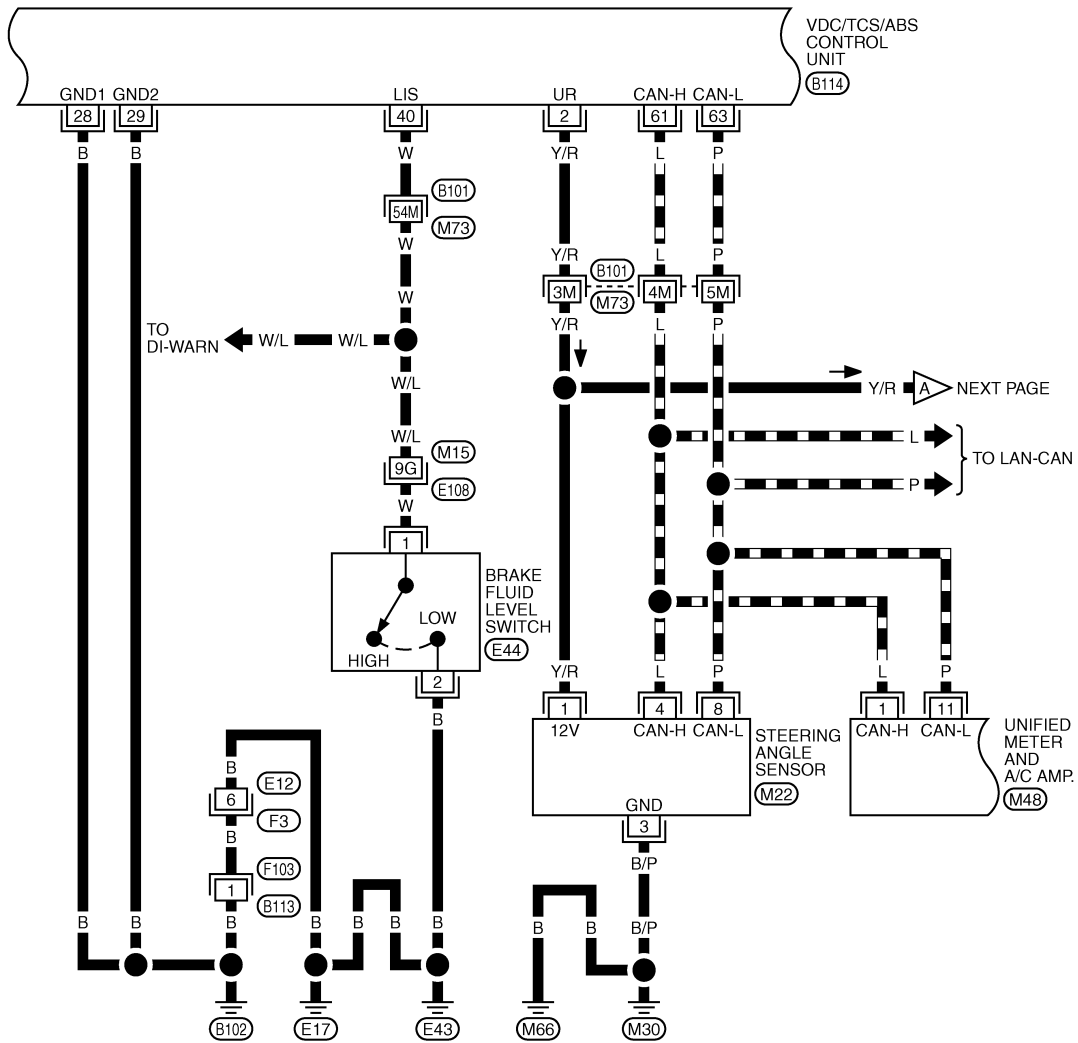 VDC/TCS/ABS
CONTROL
UNIT
B114
GND1 GND2 LIS UR CAN-H CAN-L
28 29 40 2 61 63
B B W Y/R L P
B101
54M
M73
W
Y/R L P
B101
3M 4M 5M
M73
W
Y/R L P
TO
DI-WARN
W/L W/L
W/L
Y/R A NEXT PAGE
W/L
L
TO LAN-CAN
P
M15
9G
E108
W
1
BRAKE
FLUID
LEVEL
SWITCH
E44
LOW
HIGH
2
B
Y/R L P L P
1 4 8 1 11
12V CAN-H CAN-L CAN-H CAN-L
STEERING
ANGLE
SENSOR
M22
UNIFIED
METER
AND
A/C AMP.
M48
GND
3
B/P
B
E12
6
F3
B
F103
1
B113
B B B B B B B B B B/P
B102 E17 E43 M66 M30